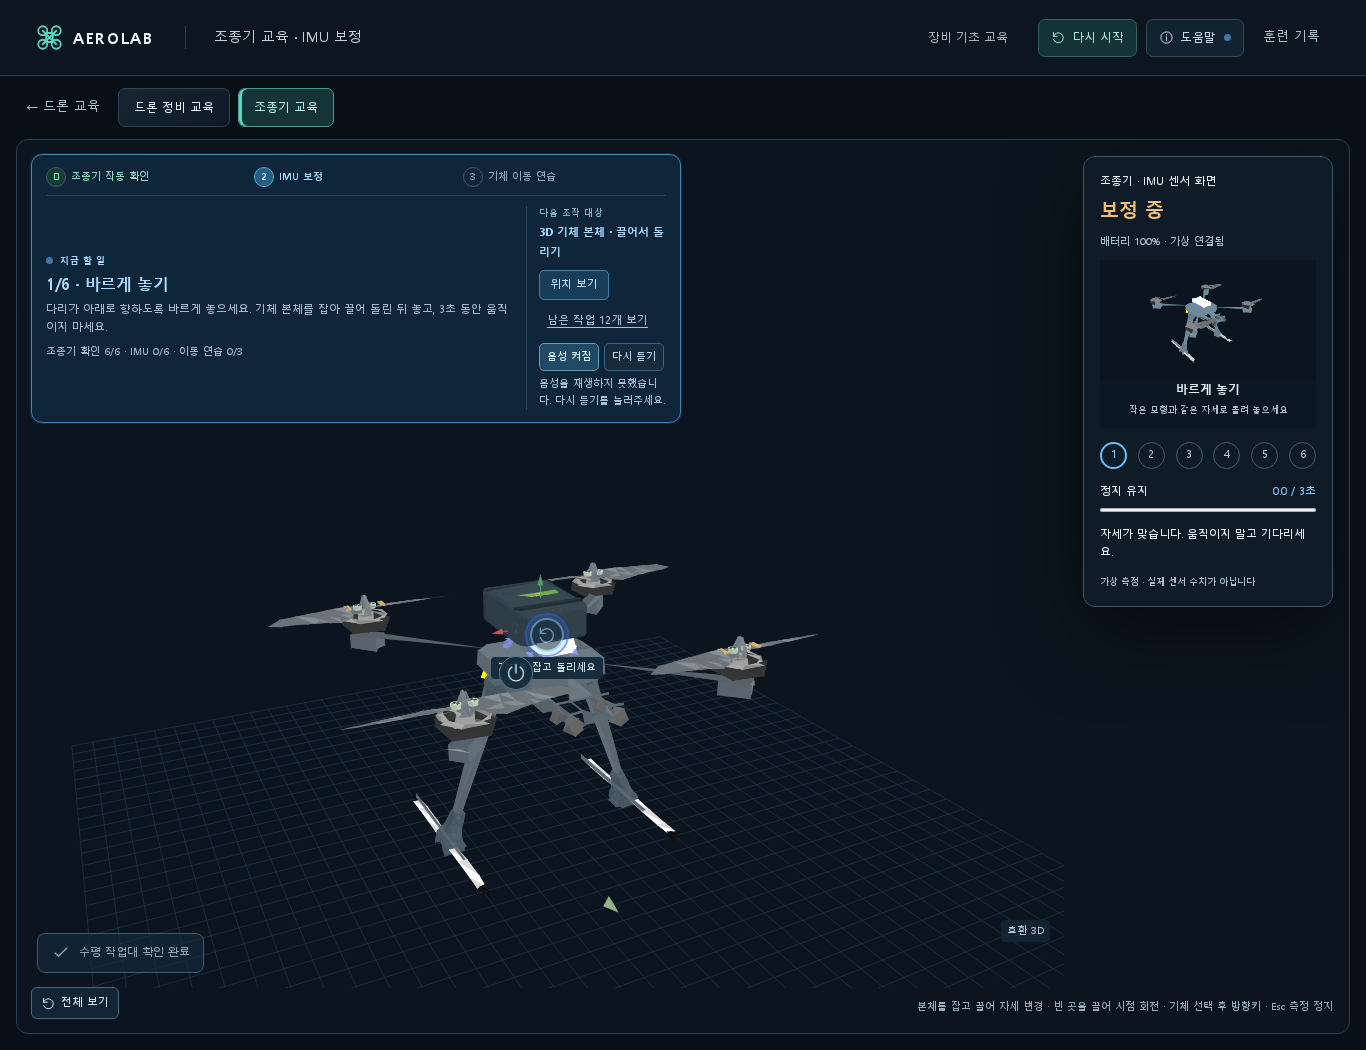 AEROLAB
조종기 교육 · IMU 보정
장비 기초 교육
다시 시작
도움말
훈련 기록
← 드론 교육
드론 정비 교육
조종기 교육
조종기 작동 확인
2 IMU 보정
3 기체 이동 연습
지금 할 일
1/6 · 바르게 놓기
다리가 아래로 향하도록 바르게 놓으세요. 기체 본체를 잡아 끌어 돌린 뒤 놓고, 3초 동안 움직
이지 마세요.
조종기 확인 6/6 · IMU 0/6 · 이동 연습 0/3
다음 조작 대상
3D 기체 본체 · 끌어서 돌
리기
위치 보기
남은 작업 12개 보기
음성 켜짐
다시 듣기
음성을 재생하지 못했습니
다. 다시 듣기를 눌러주세요.
조종기 · IMU 센서 화면
보정 중
배터리 100% · 가상 연결됨
바르게 놓기
작은 모형과 같은 자세로 돌려 놓으세요
1 2 3 4 5 6
정지 유지
0.0 / 3초
자세가 맞습니다. 움직이지 말고 기다리세
요.
가상 측정 · 실제 센서 수치가 아닙니다
잡고 돌리세요
호환 3D
수평 작업대 확인 완료
전체 보기
본체를 잡고 끌어 자세 변경 · 빈 곳을 끌어 시점 회전 · 기체 선택 후 방향키 · Esc 측정 정지